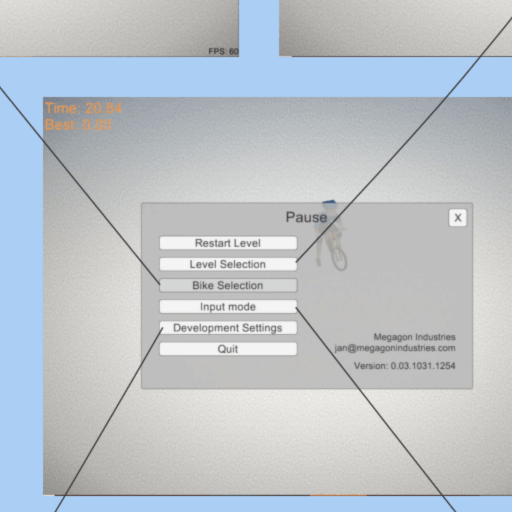 FPS: 60
Time: 20.64
Best: 0.00
Pause
X
Restart Level
Level Selection
Bike Selection
Input mode
Development Settings
Quit
Megagon Industries
jan@megagonindustries.com
Version: 0.03.1031.1254